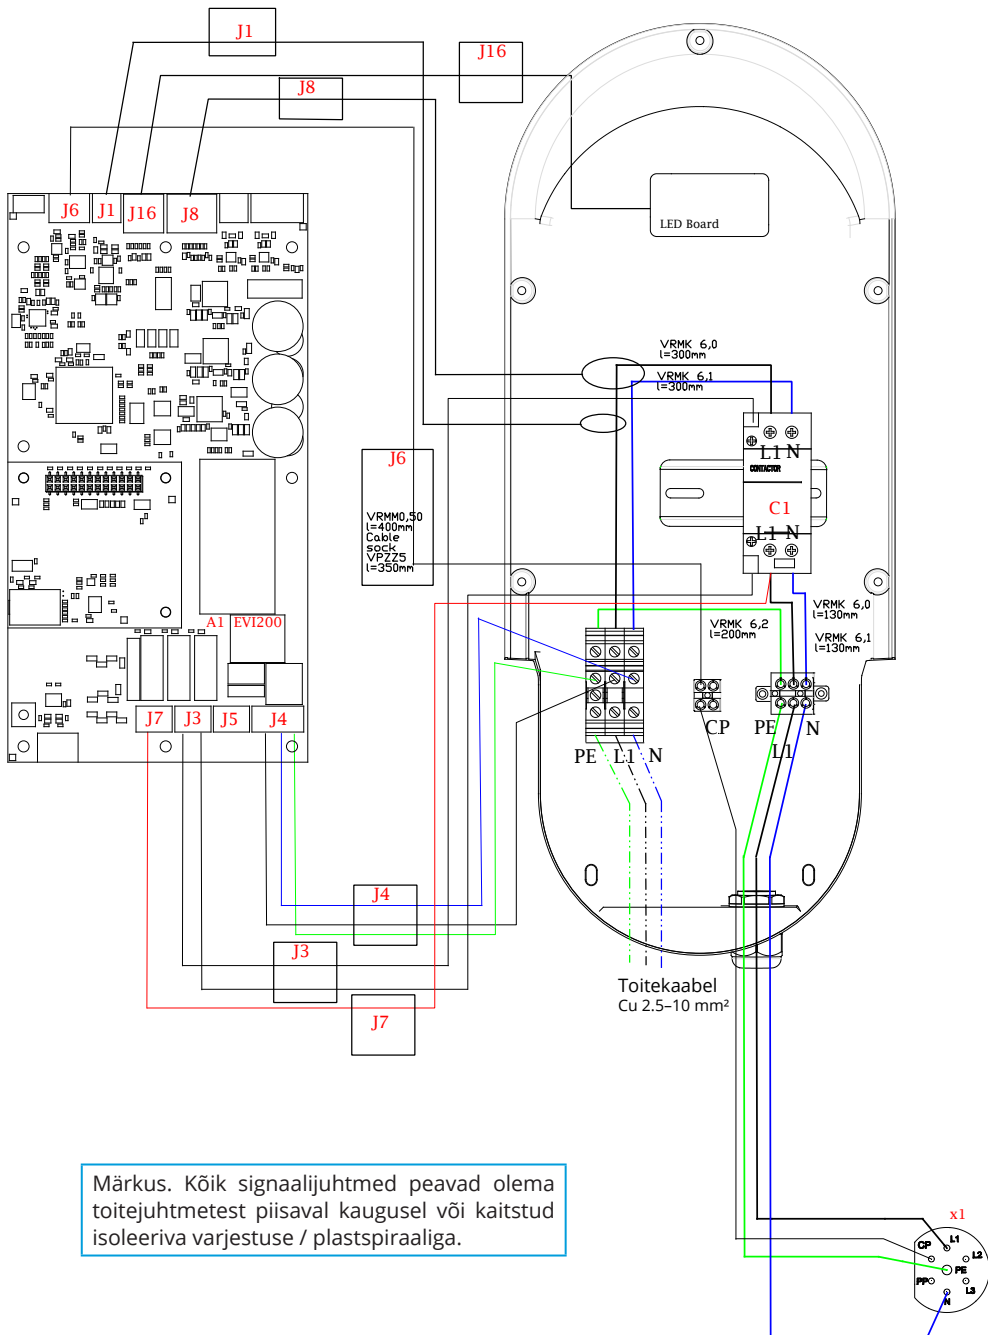 J1
J16
J8
J6
J1
J16
J8
LED Board
VRMK 6,0
l=300mm
VRMK 6,1
l=300mm
J6
VRMM0,50
l=400mm
Cable
sock
VPZZ5
l=350mm
L1 N
CONTACTOR
C1
L1 N
A1 EVI200
VRMK 6,2
l=200mm
VRMK 6,0
l=130mm
VRMK 6,1
l=130mm
J7
J3
J5
J4
PE
L1
N
CP
PE
L1
N
J4
J3
J7
Toitekaabel
Cu 2.5–10 mm²
Märkus. Kõik signaalijuhtmed peavad olema
toitejuhtmetest piisaval kaugusel või kaitstud
isoleeriva varjestuse / plastspiraaliga.
x1
L1
CP
L2
PE
PP
L3
N